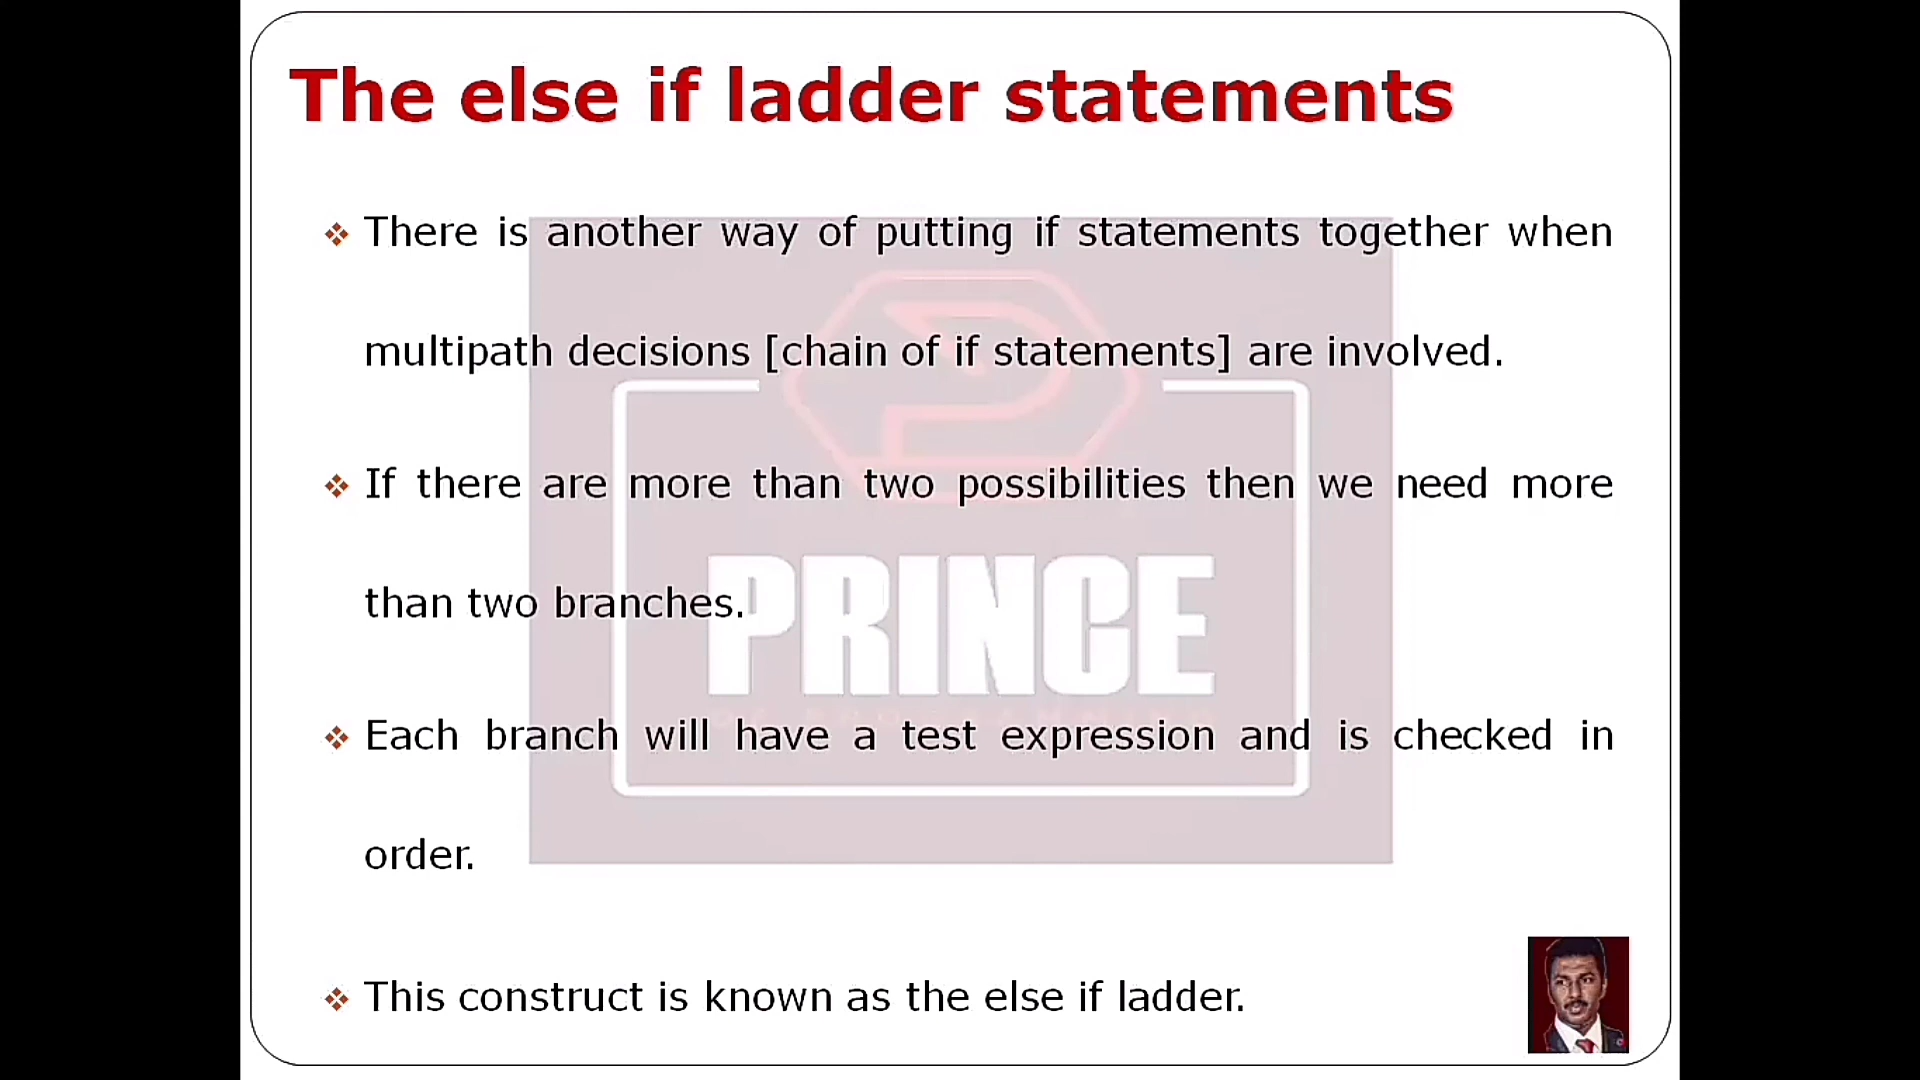 The else if ladder statements
There is another way of putting if statements together when
multipath decisions [chain of if statements] are involved.
If there are more than two possibilities then we need more
than two branches.
PRINCE
Each branch will have a test expression and is checked in
order.
This construct is known as the else if ladder.